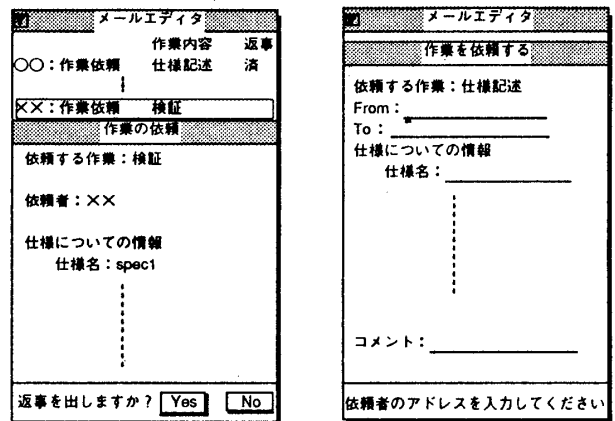 メールエディタ
作業内容 返事
○○：作業依頼 仕様記述 済
××：作業依頼 検証
作業の依頼
依頼する作業：検証
依頼者：××
仕様についての情報
仕様名：spec1
返事を出しますか？ Yes No
メールエディタ
作業を依頼する
依頼する作業：仕様記述
From：
To：
仕様についての情報
仕様名：
コメント：
依頼者のアドレスを入力してください